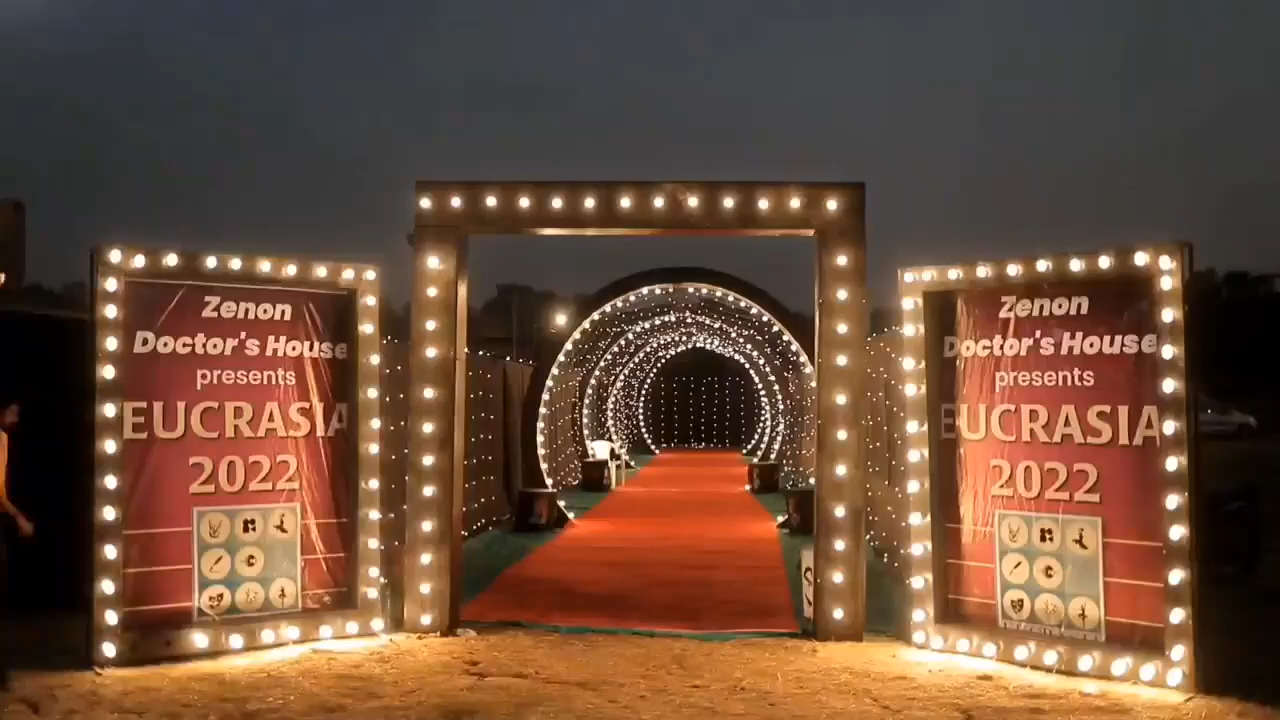 Zenon
Doctor's House
presents
EUCRASIA
2022
Zenon
Doctor's House
presents
EUCRASIA
2022